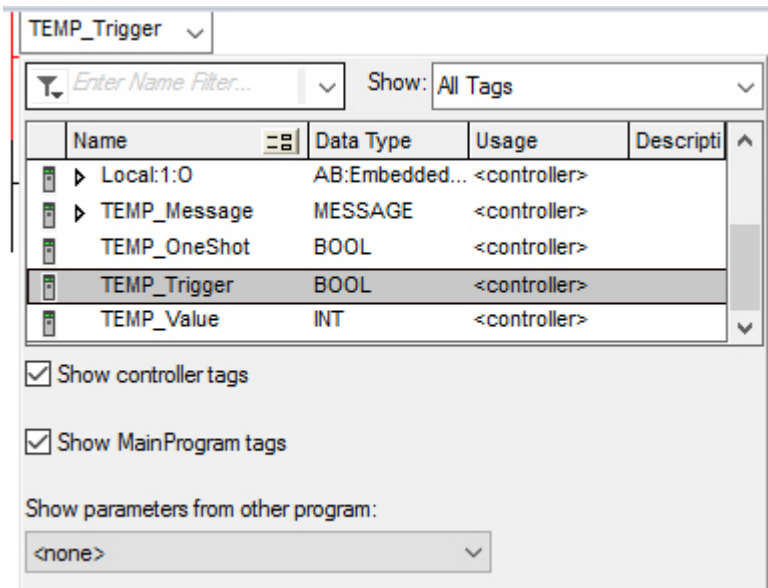 TEMP_Trigger
Enter Name Filter... Show: All Tags
Name Data Type Usage Descripti
Local:1:O AB:Embedded... <controller>
TEMP_Message MESSAGE <controller>
TEMP_OneShot BOOL <controller>
TEMP_Trigger BOOL <controller>
TEMP_Value INT <controller>
Show controller tags
Show MainProgram tags
Show parameters from other program:
<none>